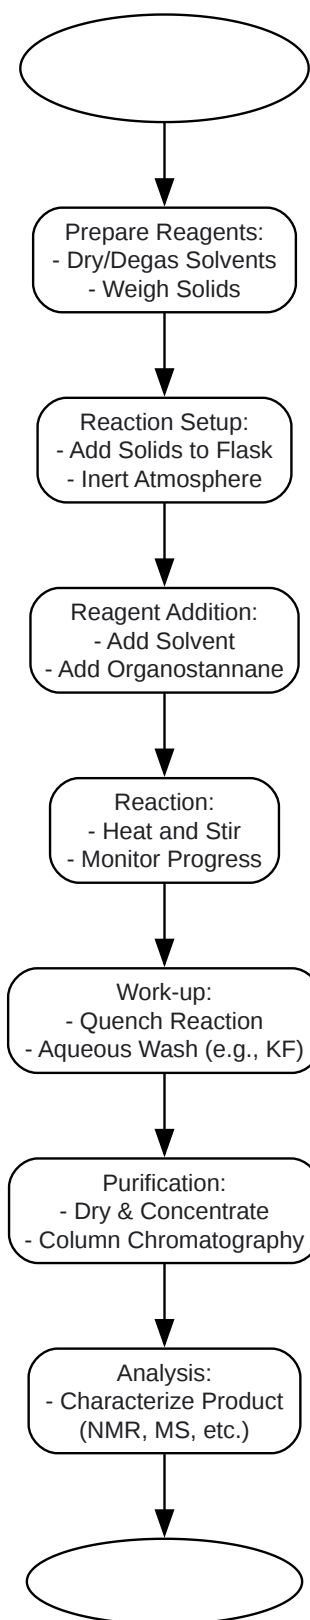 Prepare Reagents:
- Dry/Degas Solvents
- Weigh Solids
Reaction Setup:
- Add Solids to Flask
- Inert Atmosphere
Reagent Addition:
- Add Solvent
- Add Organostannane
Reaction:
- Heat and Stir
- Monitor Progress
Work-up:
- Quench Reaction
- Aqueous Wash (e.g., KF)
Purification:
- Dry & Concentrate
- Column Chromatography
Analysis:
- Characterize Product
(NMR, MS, etc.)